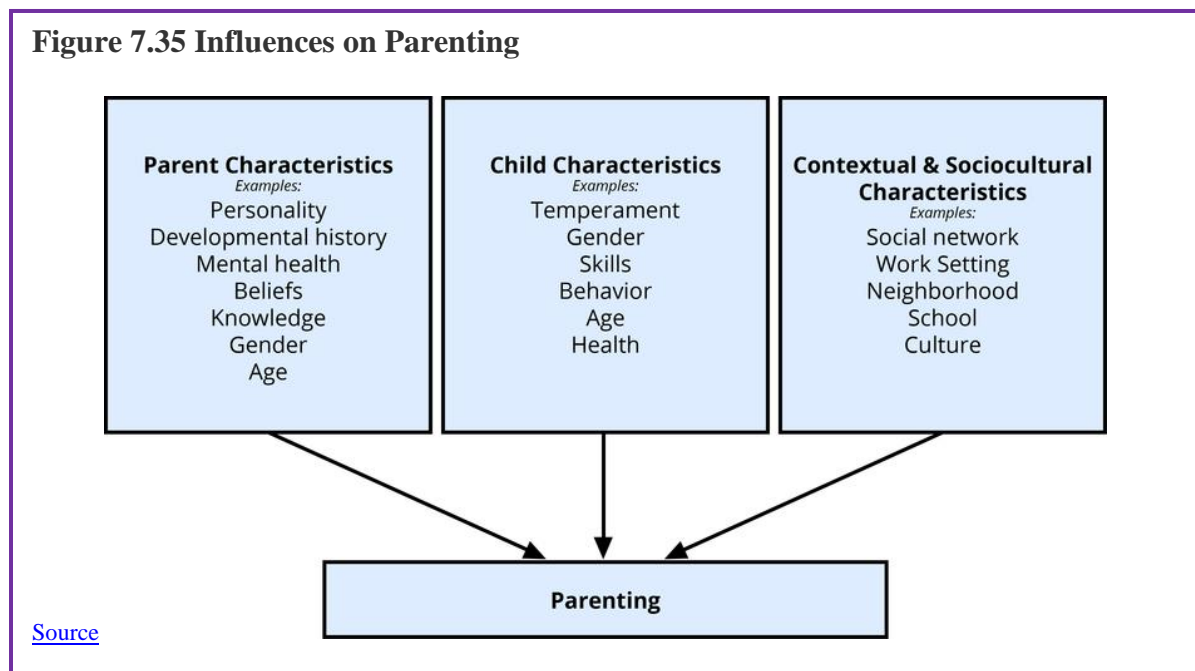 Figure 7.35 Influences on Parenting
Parent Characteristics
Examples:
Personality
Developmental history
Mental health
Beliefs
Knowledge
Gender
Age
Child Characteristics
Examples:
Temperament
Gender
Skills
Behavior
Age
Health
Contextual & Sociocultural
Characteristics
Examples:
Social network
Work Setting
Neighborhood
School
Culture
Parenting
Source